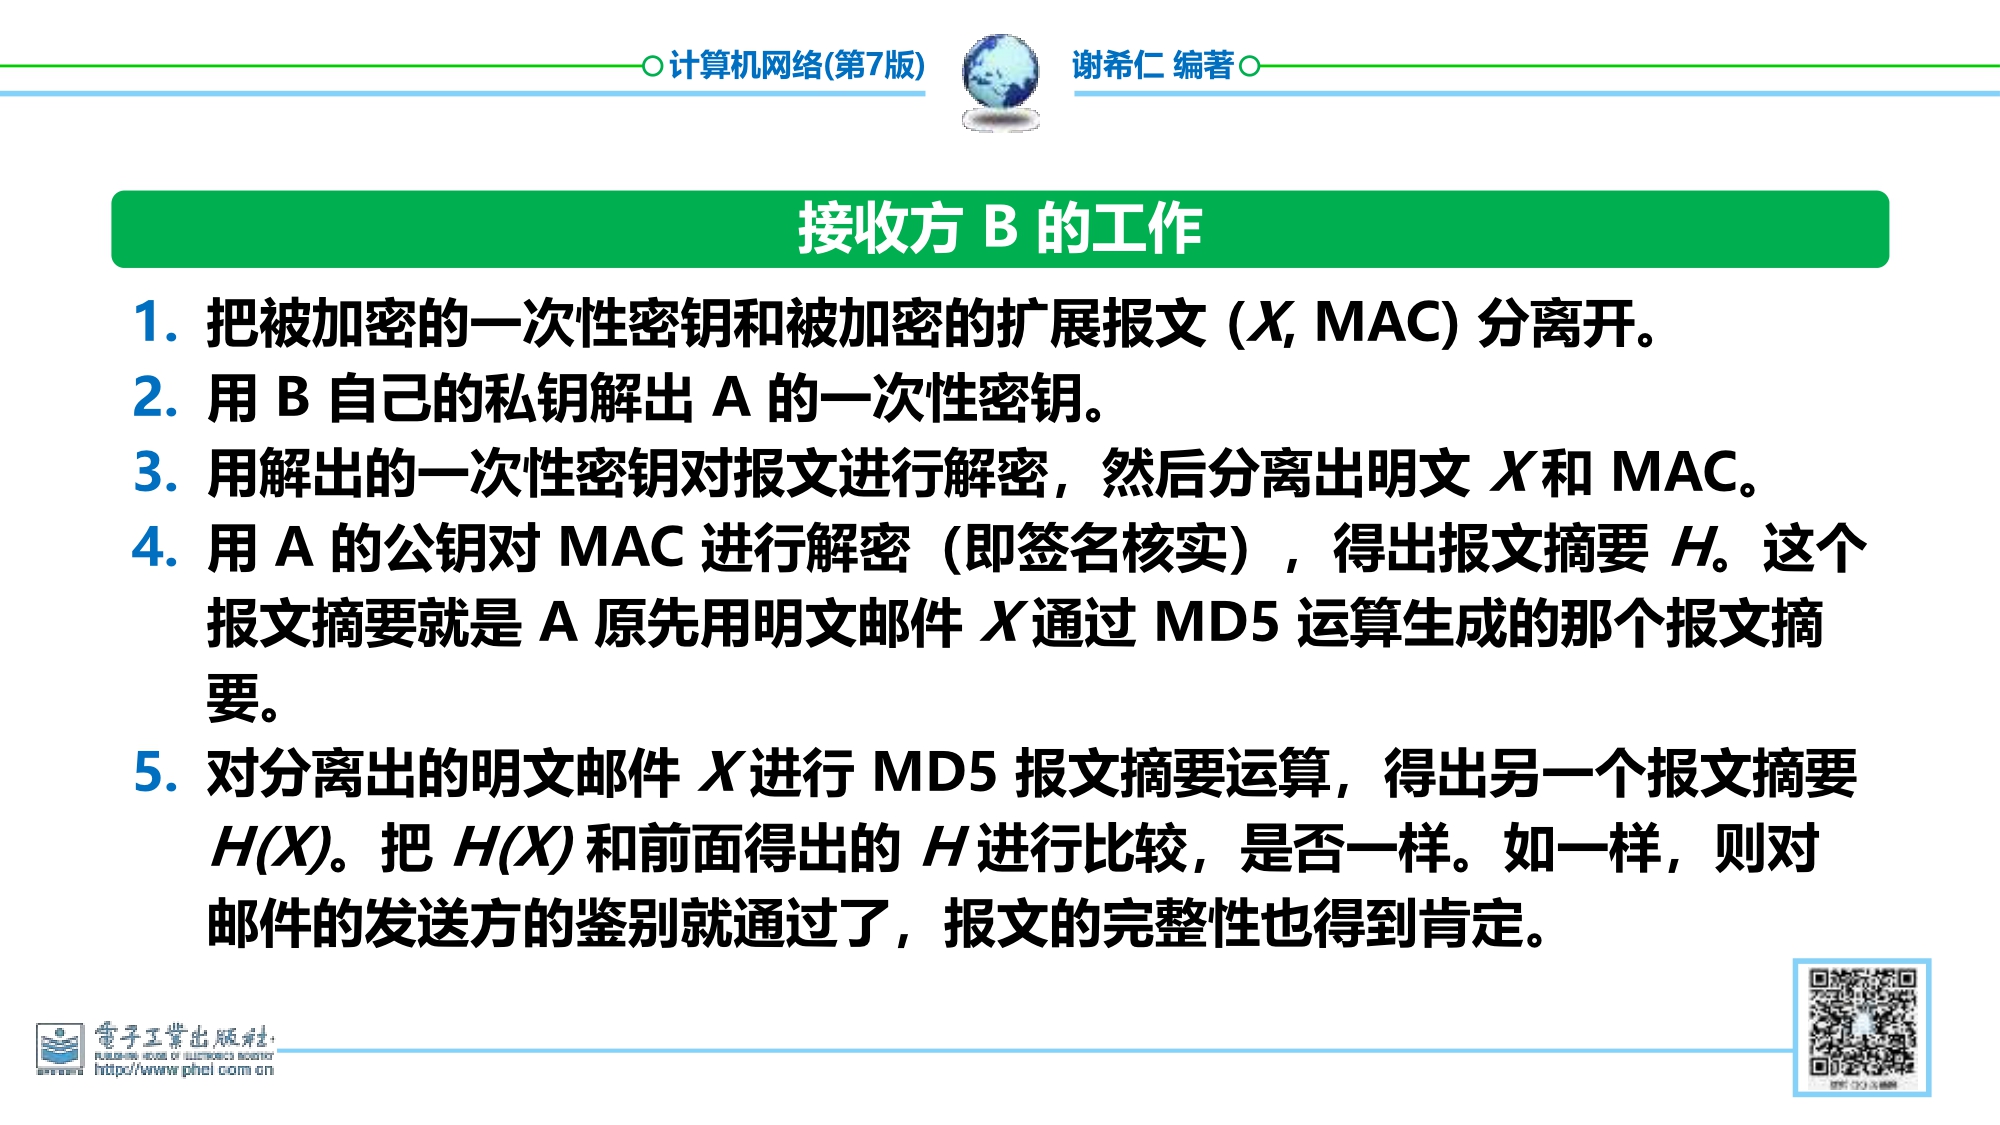 计算机网络(第7版) 谢希仁 编著
接收方 B 的工作
1. 把被加密的一次性密钥和被加密的扩展报文 (X, MAC) 分离开。
2. 用 B 自己的私钥解出 A 的一次性密钥。
3. 用解出的一次性密钥对报文进行解密，然后分离出明文 X 和 MAC。
4. 用 A 的公钥对 MAC 进行解密（即签名核实），得出报文摘要 H。这个
报文摘要就是 A 原先用明文邮件 X 通过 MD5 运算生成的那个报文摘
要。
5. 对分离出的明文邮件 X 进行 MD5 报文摘要运算，得出另一个报文摘要
H(X)。把 H(X) 和前面得出的 H 进行比较，是否一样。如一样，则对
邮件的发送方的鉴别就通过了，报文的完整性也得到肯定。
電子工業出版社
PUBLISHING HOUSE OF ELECTRONICS INDUSTRY
http://www.phei.com.cn